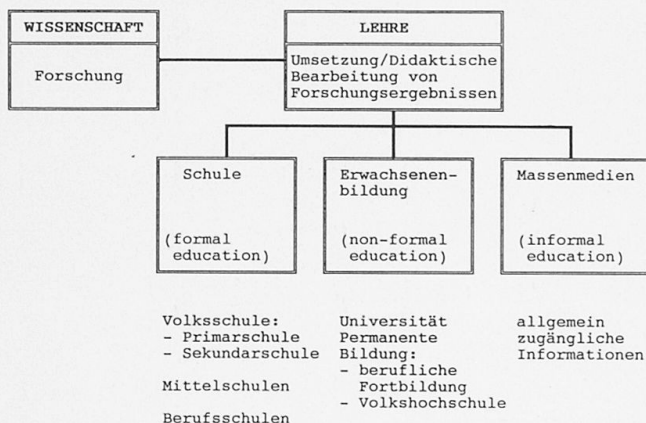 WISSENSCHAFT
Forschung
LEHRE
Umsetzung/Didaktische
Bearbeitung von
Forschungsergebnissen
Schule
(formal
education)
Erwachsenen-
bildung
(non-formal
education)
Massenmedien
(informal
education)
Volksschule:
- Primarschule
- Sekundarschule
Mittelschulen
Berufsschulen
Universität
Permanente
Bildung:
- berufliche
Fortbildung
- Volkshochschule
allgemein
zugängliche
Informationen